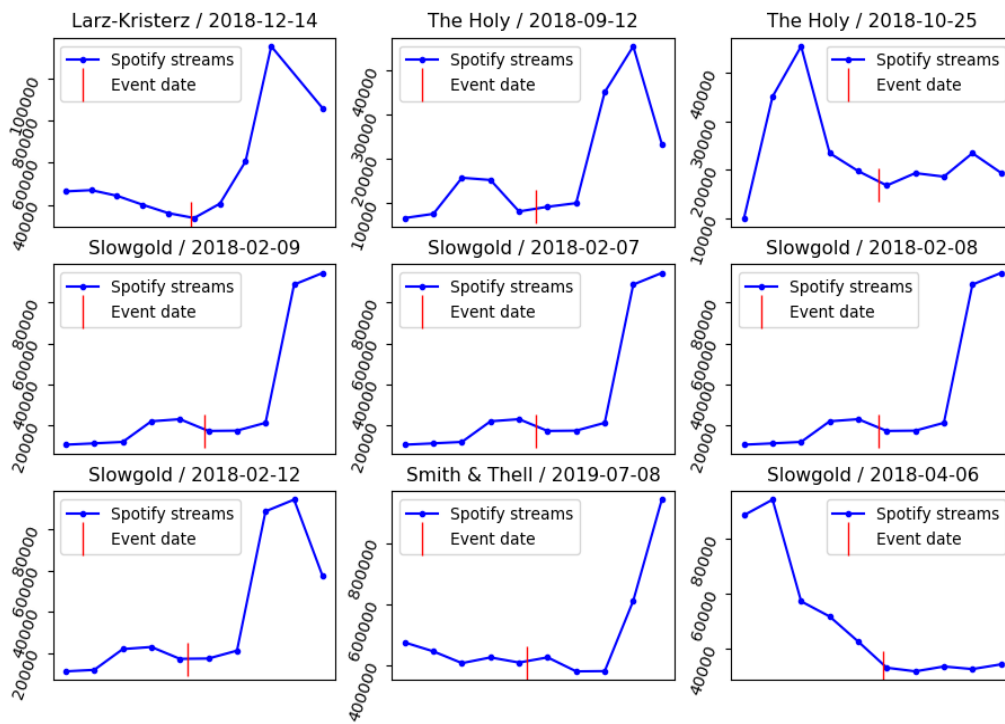 Larz-Kristerz / 2018-12-14
Spotify streams
Event date
100000
80000
60000
40000
The Holy / 2018-09-12
Spotify streams
Event date
40000
30000
20000
10000
The Holy / 2018-10-25
Spotify streams
Event date
40000
30000
20000
10000
Slowgold / 2018-02-09
Spotify streams
Event date
80000
60000
40000
20000
Slowgold / 2018-02-07
Spotify streams
Event date
80000
60000
40000
20000
Slowgold / 2018-02-08
Spotify streams
Event date
80000
60000
40000
20000
Slowgold / 2018-02-12
Spotify streams
Event date
80000
60000
40000
20000
Smith & Thell / 2019-07-08
Spotify streams
Event date
800000
600000
400000
Slowgold / 2018-04-06
Spotify streams
Event date
80000
60000
40000